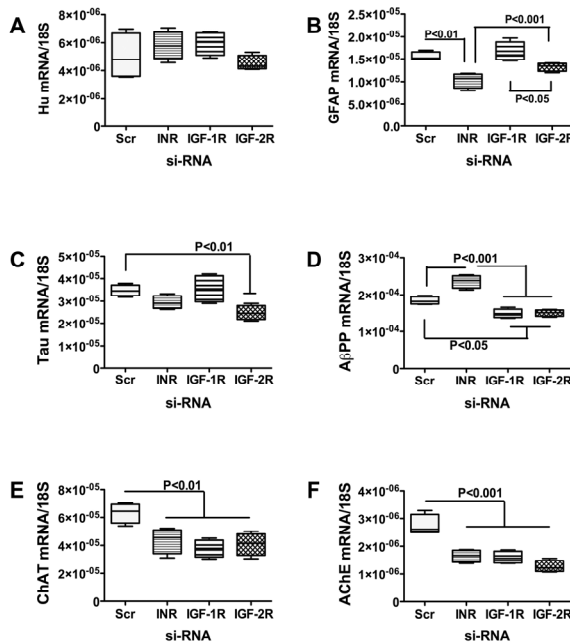 A
Hu mRNA/18S
8×10-06
6×10-06
4×10-06
0
Scr INR IGF-1R IGF-2R
si-RNA
B
GFAP mRNA/18S
2.5×10-05
2.0×10-05
1.5×10-05
1.0×10-05
5.0×10-06
0
P<0.01
P<0.001
P<0.05
Scr INR IGF-1R IGF-2R
si-RNA
C
Tau mRNA/18S
5×10-05
4×10-05
3×10-05
2×10-05
1×10-05
0
P<0.01
Scr INR IGF-1R IGF-2R
si-RNA
D
AβPP mRNA/18S
3×10-04
2×10-04
1×10-04
0
P<0.001
P<0.05
Scr INR IGF-1R IGF-2R
si-RNA
E
ChAT mRNA/18S
8×10-05
6×10-05
4×10-05
0
P<0.01
Scr INR IGF-1R IGF-2R
si-RNA
F
AChE mRNA/18S
4×10-06
3×10-06
2×10-06
1×10-06
0
P<0.001
Scr INR IGF-1R IGF-2R
si-RNA